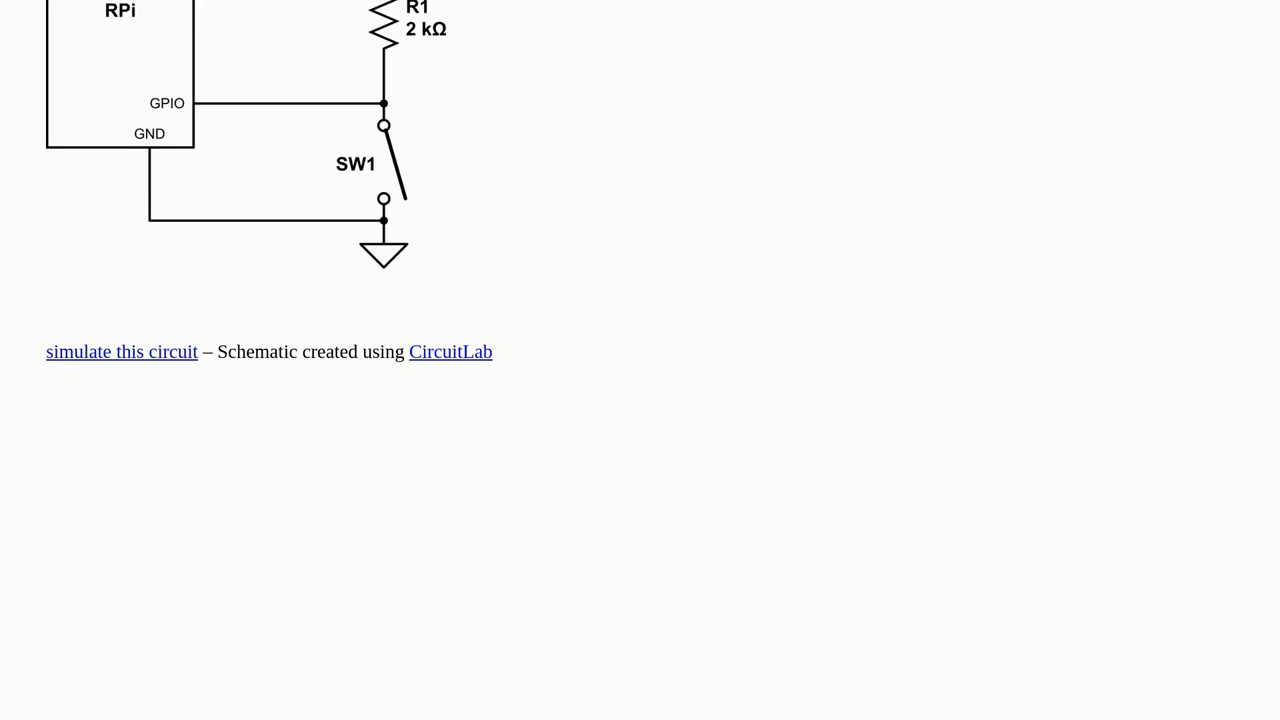 RPi
R1
2 kΩ
GPIO
GND
SW1
simulate this circuit – Schematic created using CircuitLab